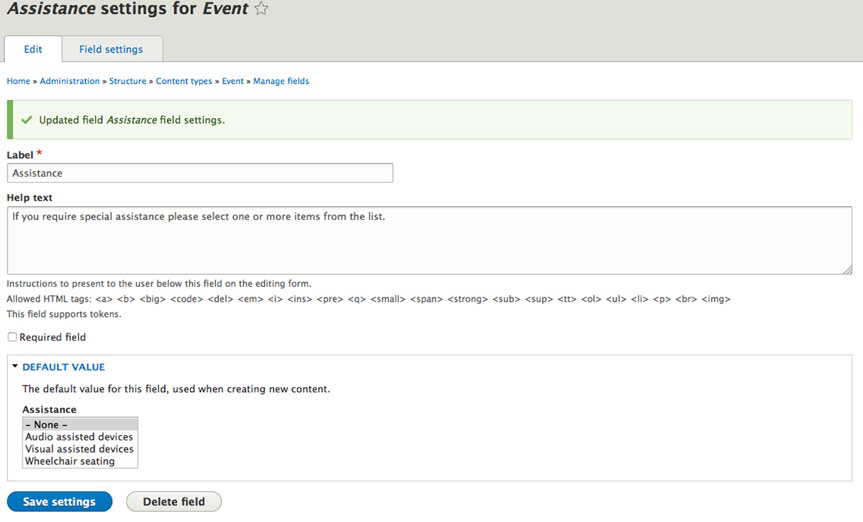 Assistance settings for Event
Edit
Field settings
Home » Administration » Structure » Content types » Event » Manage fields
Updated field Assistance field settings.
Label *
Assistance
Help text
If you require special assistance please select one or more items from the list.
Instructions to present to the user below this field on the editing form.
Allowed HTML tags: <a> <b> <big> <code> <del> <em> <i> <ins> <pre> <q> <small> <span> <strong> <sub> <sup> <tt> <ol> <ul> <li> <p> <br> <img>
This field supports tokens.
Required field
DEFAULT VALUE
The default value for this field, used when creating new content.
Assistance
- None -
Audio assisted devices
Visual assisted devices
Wheelchair seating
Save settings
Delete field